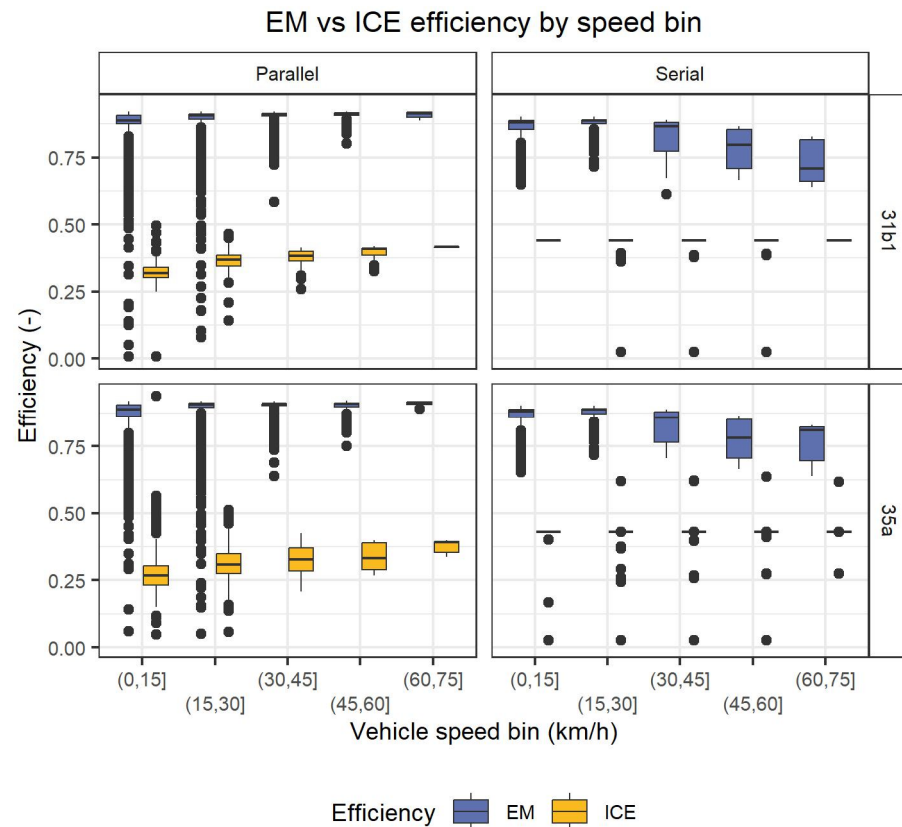 EM vs ICE efficiency by speed bin
Parallel
Serial
0.75
0.50
0.25
0.00
31b1
0.75
0.50
0.25
0.00
35a
Efficiency (-)
(0,15]
(15,30]
(30,45]
(45,60]
(60,75]
(0,15]
(15,30]
(30,45]
(45,60]
(60,75]
Vehicle speed bin (km/h)
Efficiency EM ICE